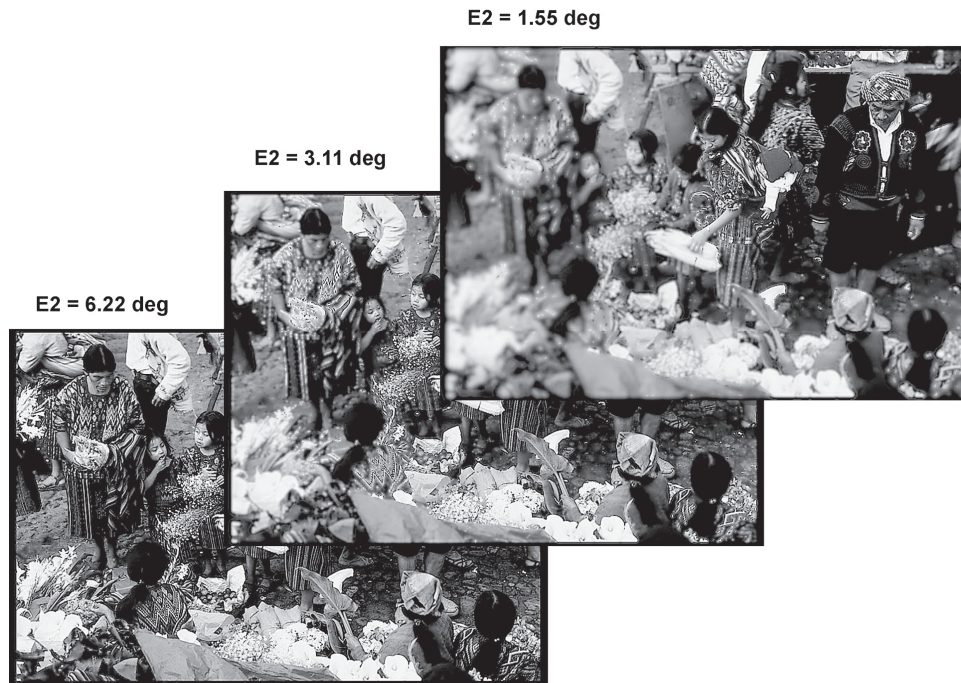 E2 = 1.55 deg
E2 = 3.11 deg
E2 = 6.22 deg